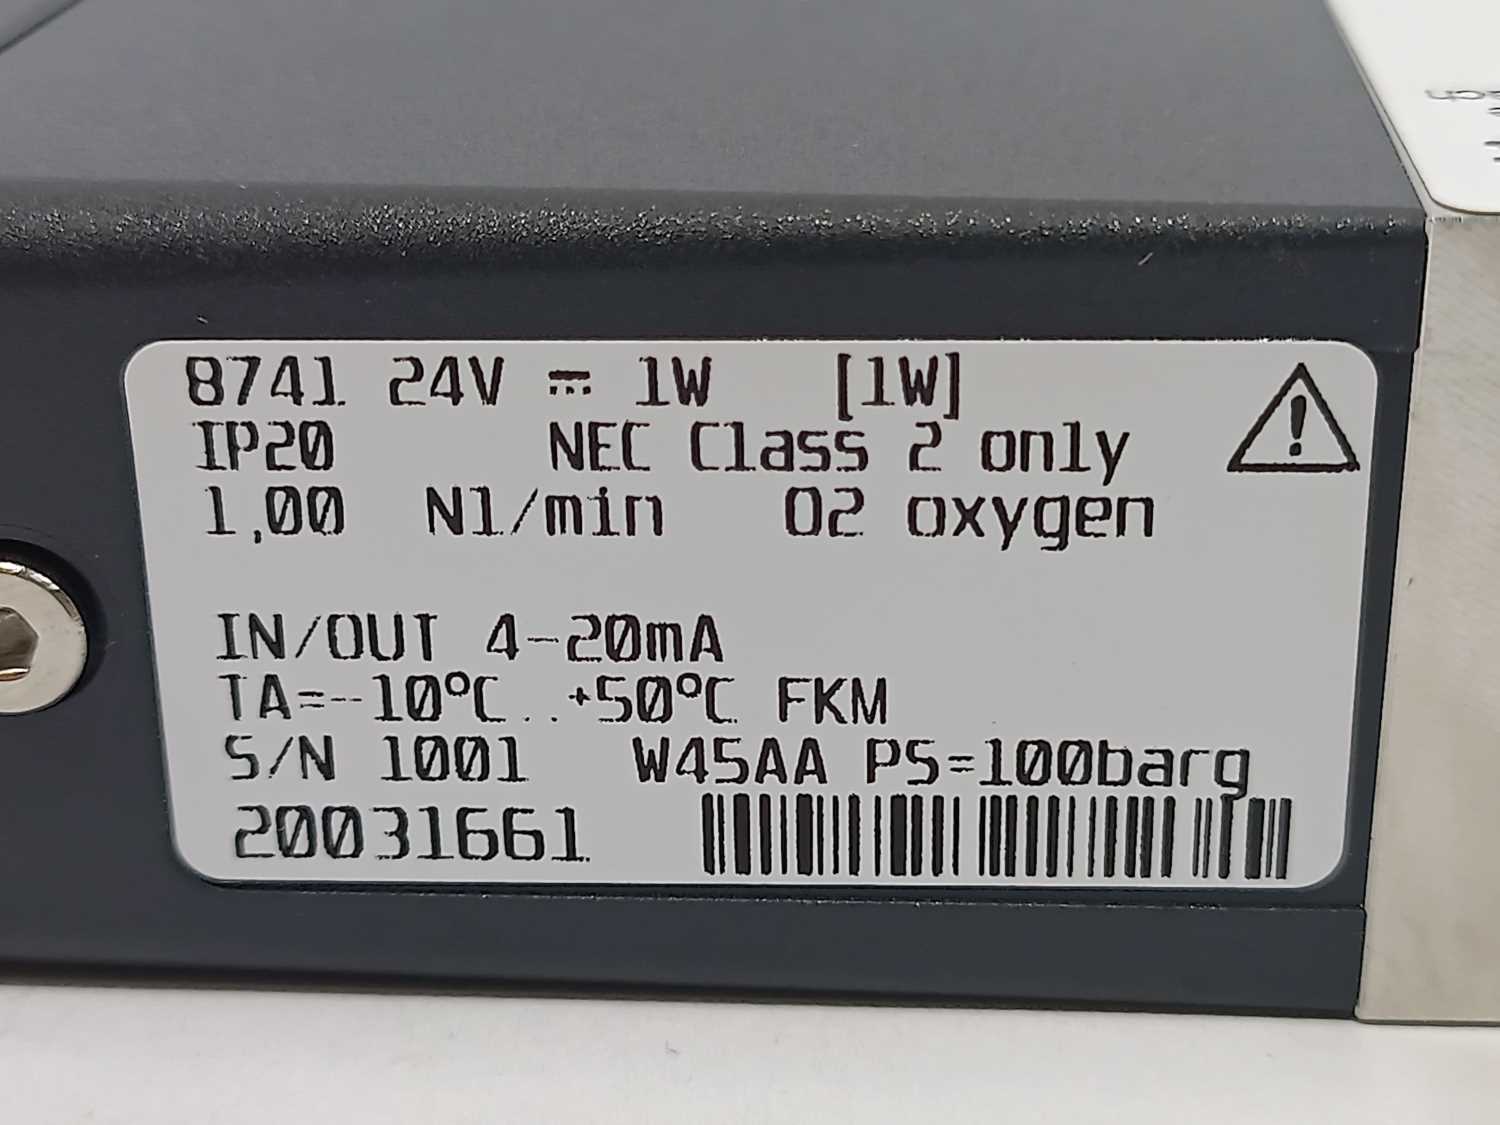 8741 24V ⎓ 1W [1W]
IP20 NEC Class 2 only
1,00 Nl/min O2 oxygen
IN/OUT 4-20mA
TA=--10°C..+50°C FKM
S/N 1001 W45AA PS=100barg
20031661